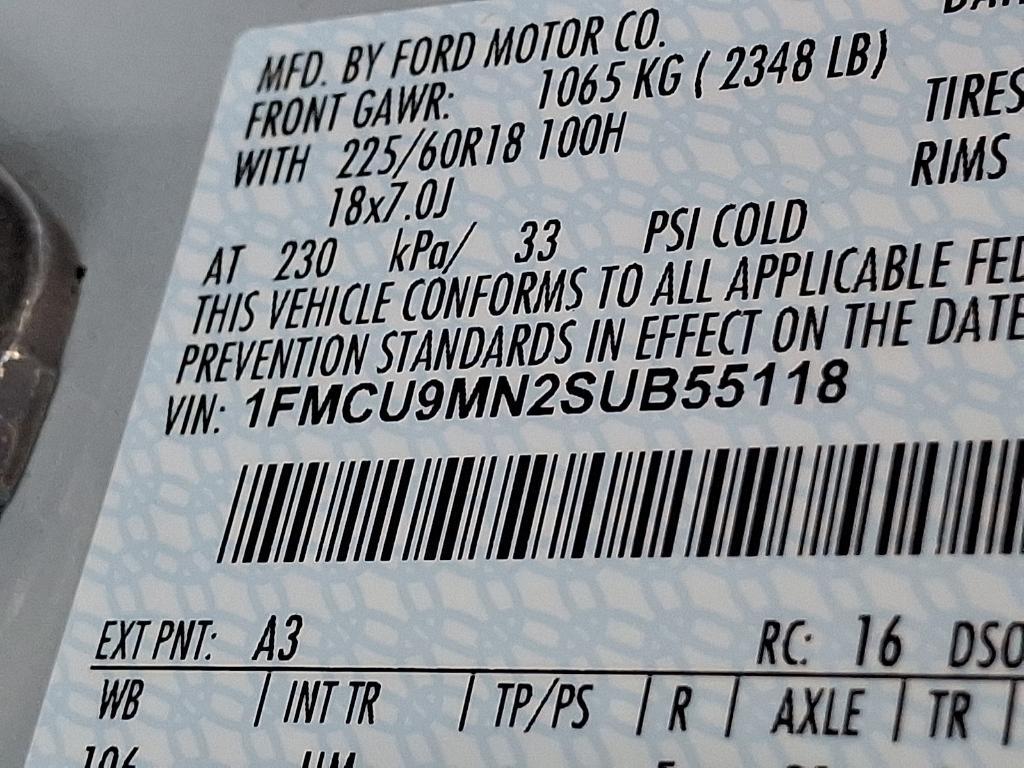 MFD. BY FORD MOTOR CO.
FRONT GAWR: 1065 KG ( 2348 LB)
WITH 225/60R18 100H TIRES
18x7.0J RIMS
AT 230 kPa/ 33 PSI COLD
THIS VEHICLE CONFORMS TO ALL APPLICABLE FED
PREVENTION STANDARDS IN EFFECT ON THE DATE
VIN: 1FMCU9MN2SUB55118
EXT PNT: A3 RC: 16 DSO
WB | INT TR | TP/PS | R | AXLE | TR |
106